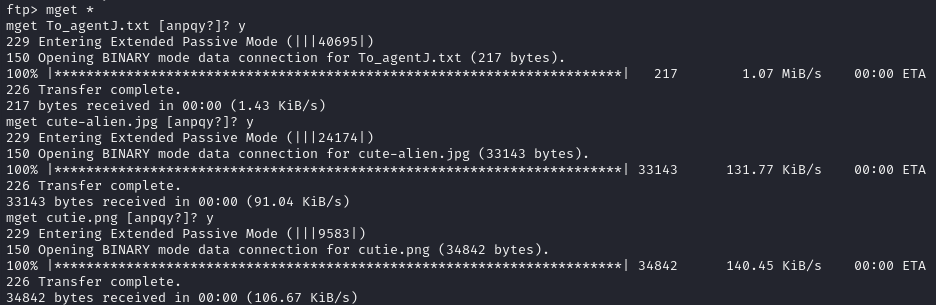 ftp> mget *
mget To_agentJ.txt [anpqy?]? y
229 Entering Extended Passive Mode (|||40695|)
150 Opening BINARY mode data connection for To_agentJ.txt (217 bytes).
100% |***********************************************************************| 217 1.07 MiB/s 00:00 ETA
226 Transfer complete.
217 bytes received in 00:00 (1.43 KiB/s)
mget cute-alien.jpg [anpqy?]? y
229 Entering Extended Passive Mode (|||24174|)
150 Opening BINARY mode data connection for cute-alien.jpg (33143 bytes).
100% |***********************************************************************| 33143 131.77 KiB/s 00:00 ETA
226 Transfer complete.
33143 bytes received in 00:00 (91.04 KiB/s)
mget cutie.png [anpqy?]? y
229 Entering Extended Passive Mode (|||9583|)
150 Opening BINARY mode data connection for cutie.png (34842 bytes).
100% |***********************************************************************| 34842 140.45 KiB/s 00:00 ETA
226 Transfer complete.
34842 bytes received in 00:00 (106.67 KiB/s)